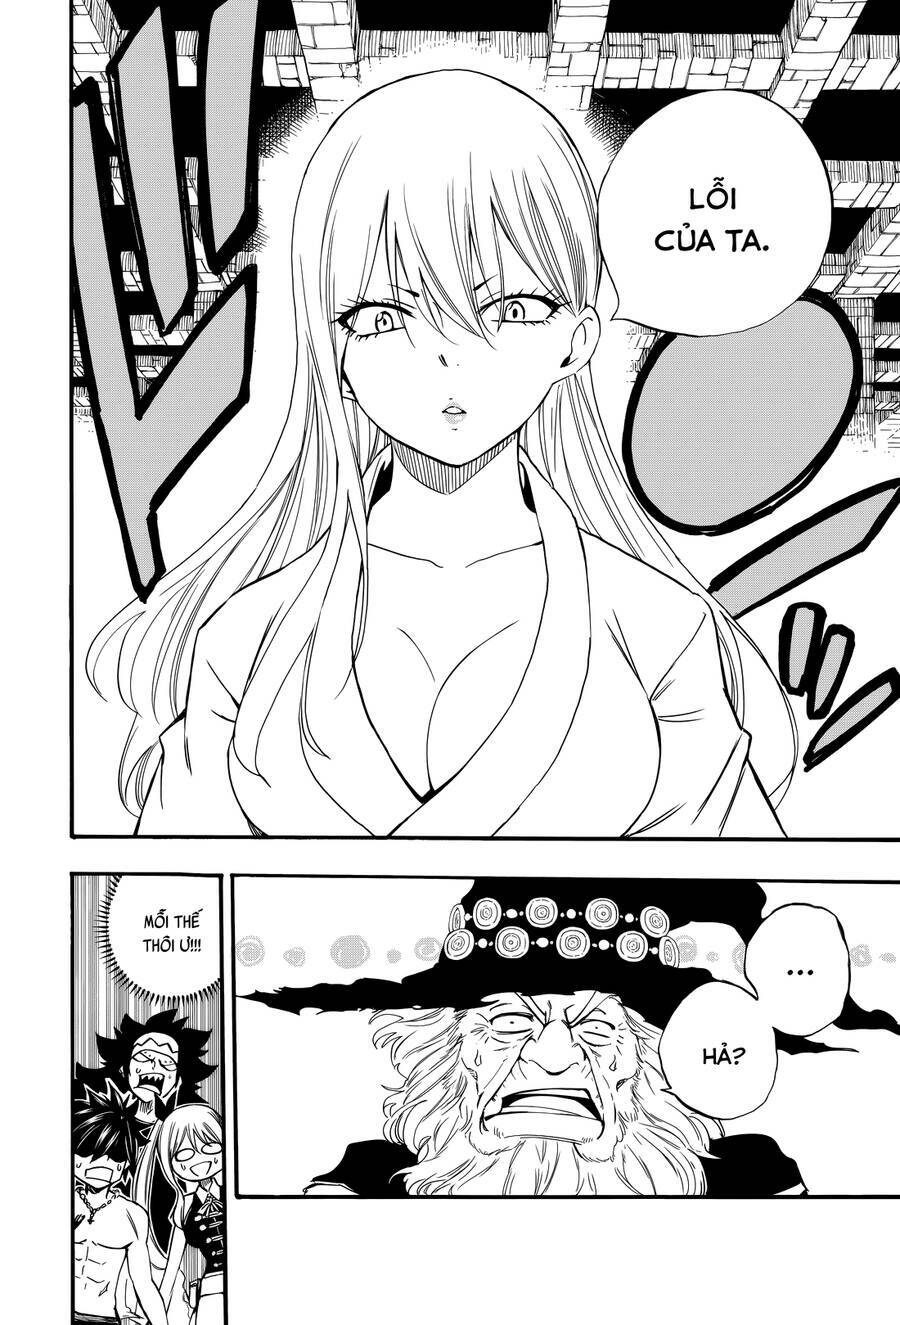 LỖI
CỦA TA.
...
HẢ?
MỖI THẾ
THÔI Ư!!!